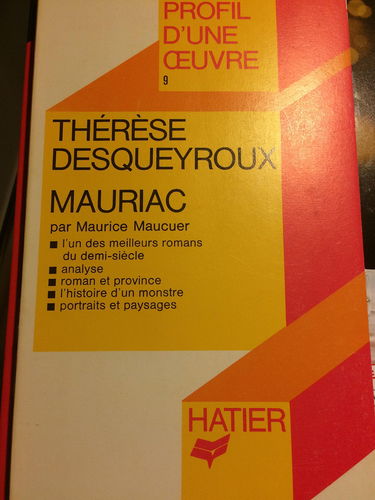 PROFIL
D'UNE
ŒUVRE
9
THÉRÈSE
DESQUEYROUX
MAURIAC
par Maurice Maucuer
■ l'un des meilleurs romans
du demi-siècle
■ analyse
■ roman et province
■ l'histoire d'un monstre
■ portraits et paysages
HATIER